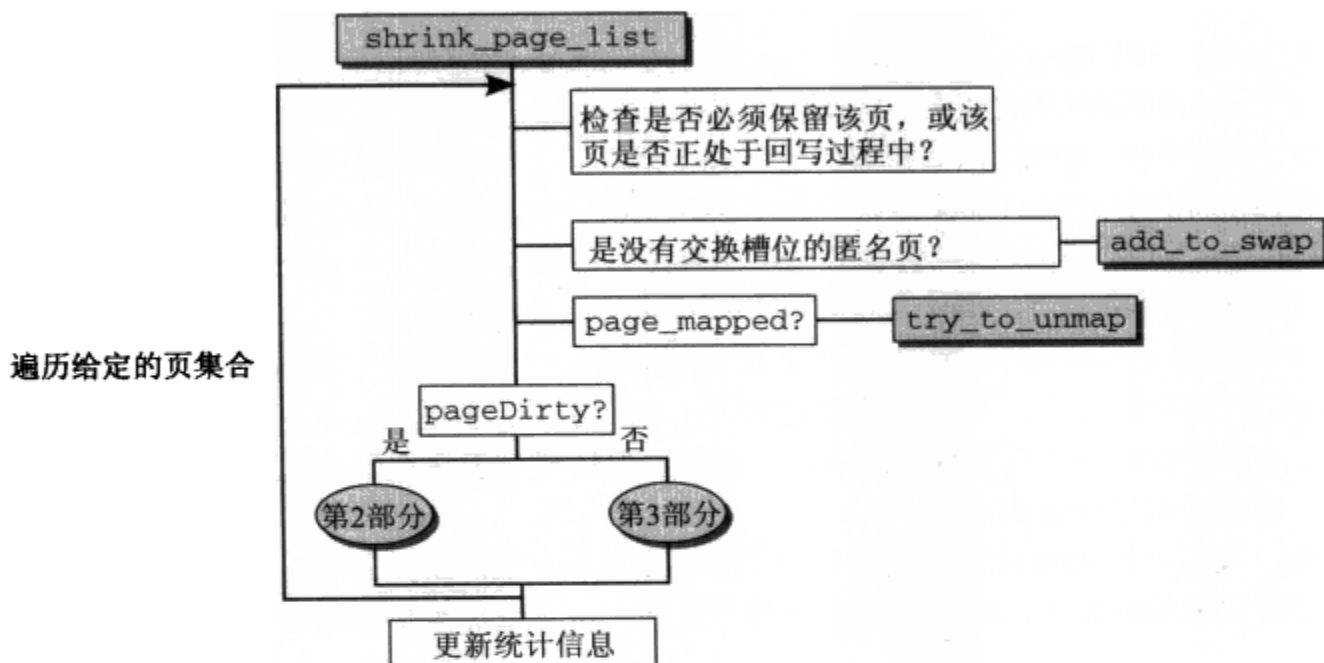 shrink_page_list
检查是否必须保留该页，或该
页是否正处于回写过程中？
是没有交换槽位的匿名页？
add_to_swap
page_mapped?
try_to_unmap
遍历给定的页集合
pageDirty?
是
否
第2部分
第3部分
更新统计信息